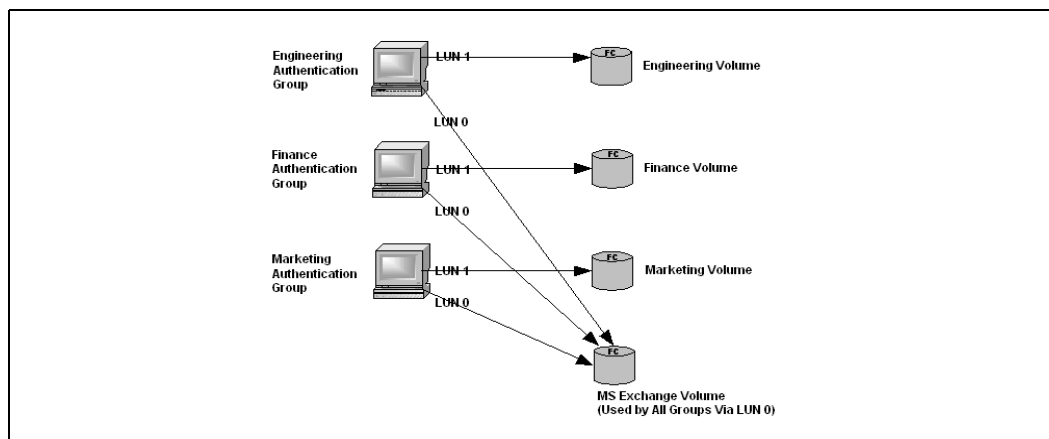 Engineering
Authentication
Group
LUN 1
FC
Engineering Volume
LUN 0
Finance
Authentication
Group
LUN 1
FC
Finance Volume
LUN 0
Marketing
Authentication
Group
LUN 1
FC
Marketing Volume
LUN 0
FC
MS Exchange Volume
(Used by All Groups Via LUN 0)